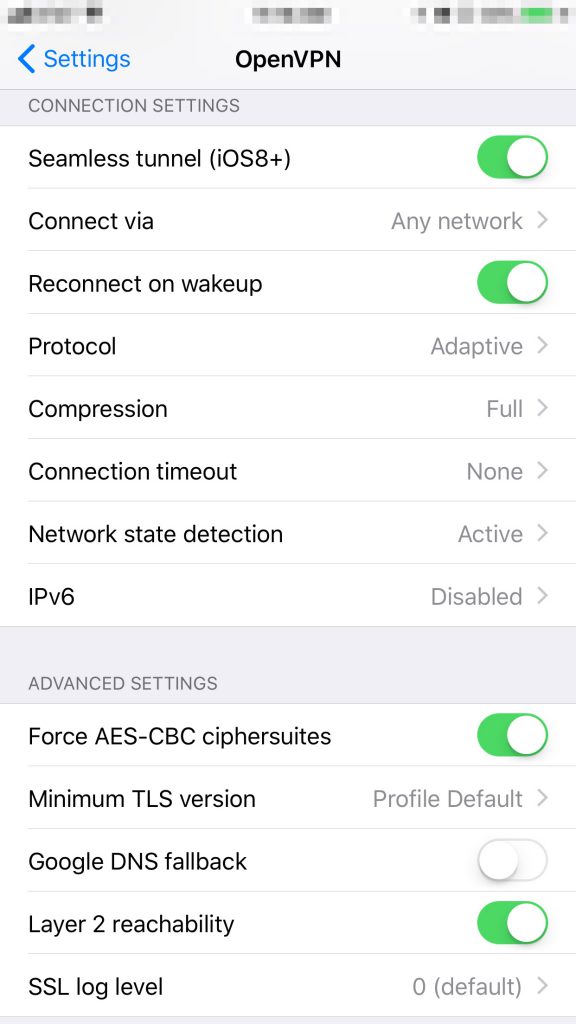 Settings
OpenVPN
CONNECTION SETTINGS
Seamless tunnel (iOS8+)
Connect via Any network
Reconnect on wakeup
Protocol Adaptive
Compression Full
Connection timeout None
Network state detection Active
IPv6 Disabled
ADVANCED SETTINGS
Force AES-CBC ciphersuites
Minimum TLS version Profile Default
Google DNS fallback
Layer 2 reachability
SSL log level 0 (default)